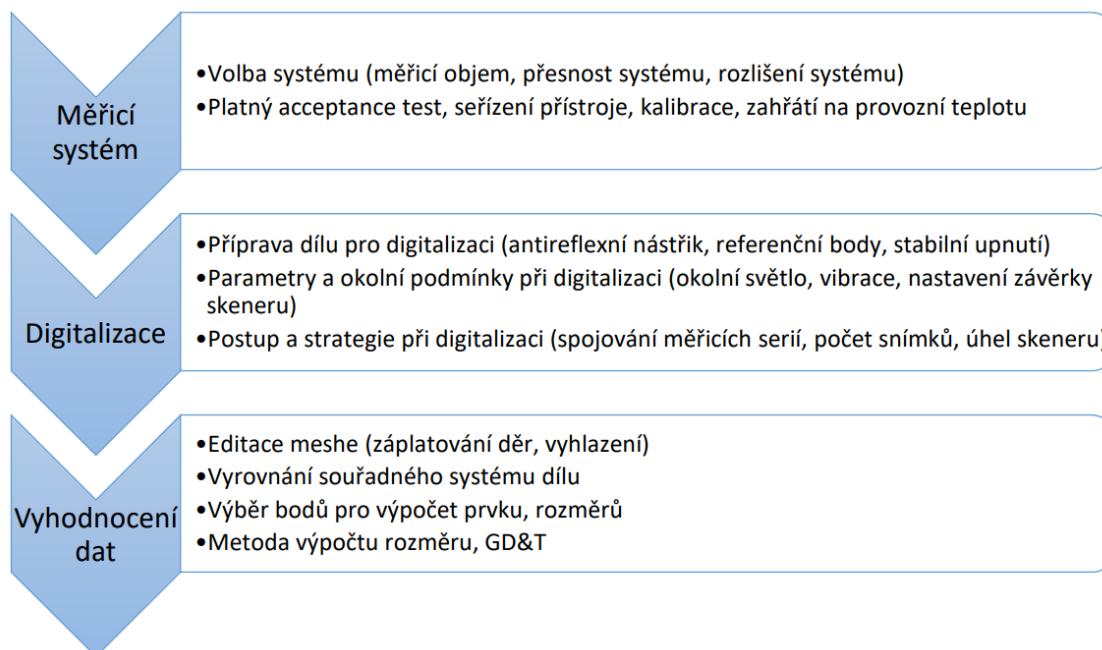 Měřicí
systém
•Volba systému (měřicí objem, přesnost systému, rozlišení systému)
•Platný acceptance test, seřízení přístroje, kalibrace, zahřátí na provozní teplotu
Digitalizace
•Příprava dílu pro digitalizaci (antireflexní nástřik, referenční body, stabilní upnutí)
•Parametry a okolní podmínky při digitalizaci (okolní světlo, vibrace, nastavení závěrky
skeneru)
•Postup a strategie při digitalizaci (spojování měřicích serií, počet snímků, úhel skeneru)
Vyhodnocení
dat
•Editace meshe (záplatování děr, vyhlazení)
•Vyrovnání souřadného systému dílu
•Výběr bodů pro výpočet prvku, rozměrů
•Metoda výpočtu rozměru, GD&T